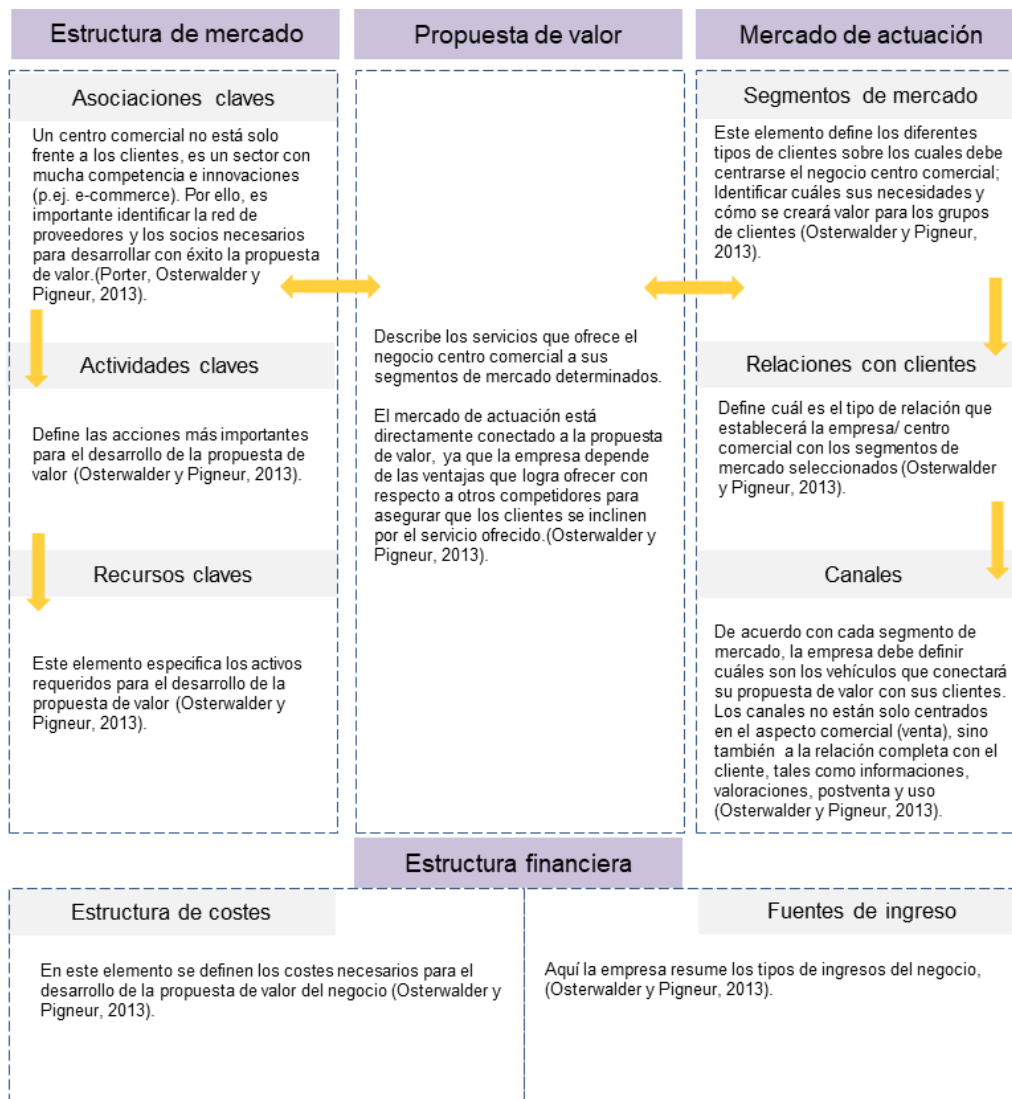 Estructura de mercado
Propuesta de valor
Mercado de actuación
Asociaciones claves
Un centro comercial no está solo
frente a los clientes, es un sector con
mucha competencia e innovaciones
(p.ej. e-commerce). Por ello, es
importante identificar la red de
proveedores y los socios necesarios
para desarrollar con éxito la propuesta
de valor.(Porter, Osterwalder y
Pigneur, 2013).
Actividades claves
Define las acciones más importantes
para el desarrollo de la propuesta de
valor (Osterwalder y Pigneur, 2013).
Recursos claves
Este elemento especifica los activos
requeridos para el desarrollo de la
propuesta de valor (Osterwalder y
Pigneur, 2013).
Describe los servicios que ofrece el
negocio centro comercial a sus
segmentos de mercado determinados.
El mercado de actuación está
directamente conectado a la propuesta
de valor, ya que la empresa depende
de las ventajas que logra ofrecer con
respecto a otros competidores para
asegurar que los clientes se inclinen
por el servicio ofrecido.(Osterwalder y
Pigneur, 2013).
Segmentos de mercado
Este elemento define los diferentes
tipos de clientes sobre los cuales debe
centrarse el negocio centro comercial;
Identificar cuáles sus necesidades y
cómo se creará valor para los grupos
de clientes (Osterwalder y Pigneur,
2013).
Relaciones con clientes
Define cuál es el tipo de relación que
establecerá la empresa/ centro
comercial con los segmentos de
mercado seleccionados (Osterwalder
y Pigneur, 2013).
Canales
De acuerdo con cada segmento de
mercado, la empresa debe definir
cuáles son los vehículos que conectará
su propuesta de valor con sus clientes.
Los canales no están solo centrados
en el aspecto comercial (venta), sino
también a la relación completa con el
cliente, tales como informaciones,
valoraciones, postventa y uso
(Osterwalder y Pigneur, 2013).
Estructura financiera
Estructura de costes
En este elemento se definen los costes necesarios para el
desarrollo de la propuesta de valor del negocio (Osterwalder y
Pigneur, 2013).
Fuentes de ingreso
Aquí la empresa resume los tipos de ingresos del negocio,
(Osterwalder y Pigneur, 2013).